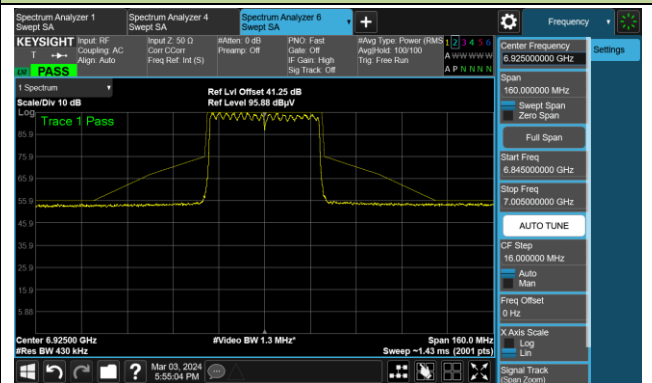 Spectrum Analyzer 1
Swept SA
Spectrum Analyzer 4
Swept SA
Spectrum Analyzer 6
Swept SA
+
Frequency
KEYSIGHT
T
LXI
PASS
Input: RF
Coupling: AC
Align: Auto
Input Z: 50 Ω
Corr CCorr
Freq Ref: Int (S)
#Atten: 0 dB
Preamp: Off
PNO: Fast
Gate: Off
IF Gain: High
Sig Track: Off
#Avg Type: Power (RMS
Avg|Hold: 100/100
Trig: Free Run
1 2 3 4 5 6
A W W W W W
A P N N N N
Center Frequency
6.925000000 GHz
Settings
Span
160.000000 MHz
Swept Span
Zero Span
Full Span
Start Freq
6.845000000 GHz
Stop Freq
7.005000000 GHz
AUTO TUNE
CF Step
16.000000 MHz
Auto
Man
Freq Offset
0 Hz
X Axis Scale
Log
Lin
Signal Track
(Span Zoom)
1 Spectrum
Scale/Div 10 dB
Ref Lvl Offset 41.25 dB
Ref Level 95.88 dBµV
Log
Trace 1 Pass
85.9
75.9
65.9
55.9
45.9
35.9
25.9
15.9
5.88
Center 6.92500 GHz
#Res BW 430 kHz
#Video BW 1.3 MHz*
Span 160.0 MHz
Sweep ~1.43 ms (2001 pts)
?
Mar 03, 2024
5:55:04 PM